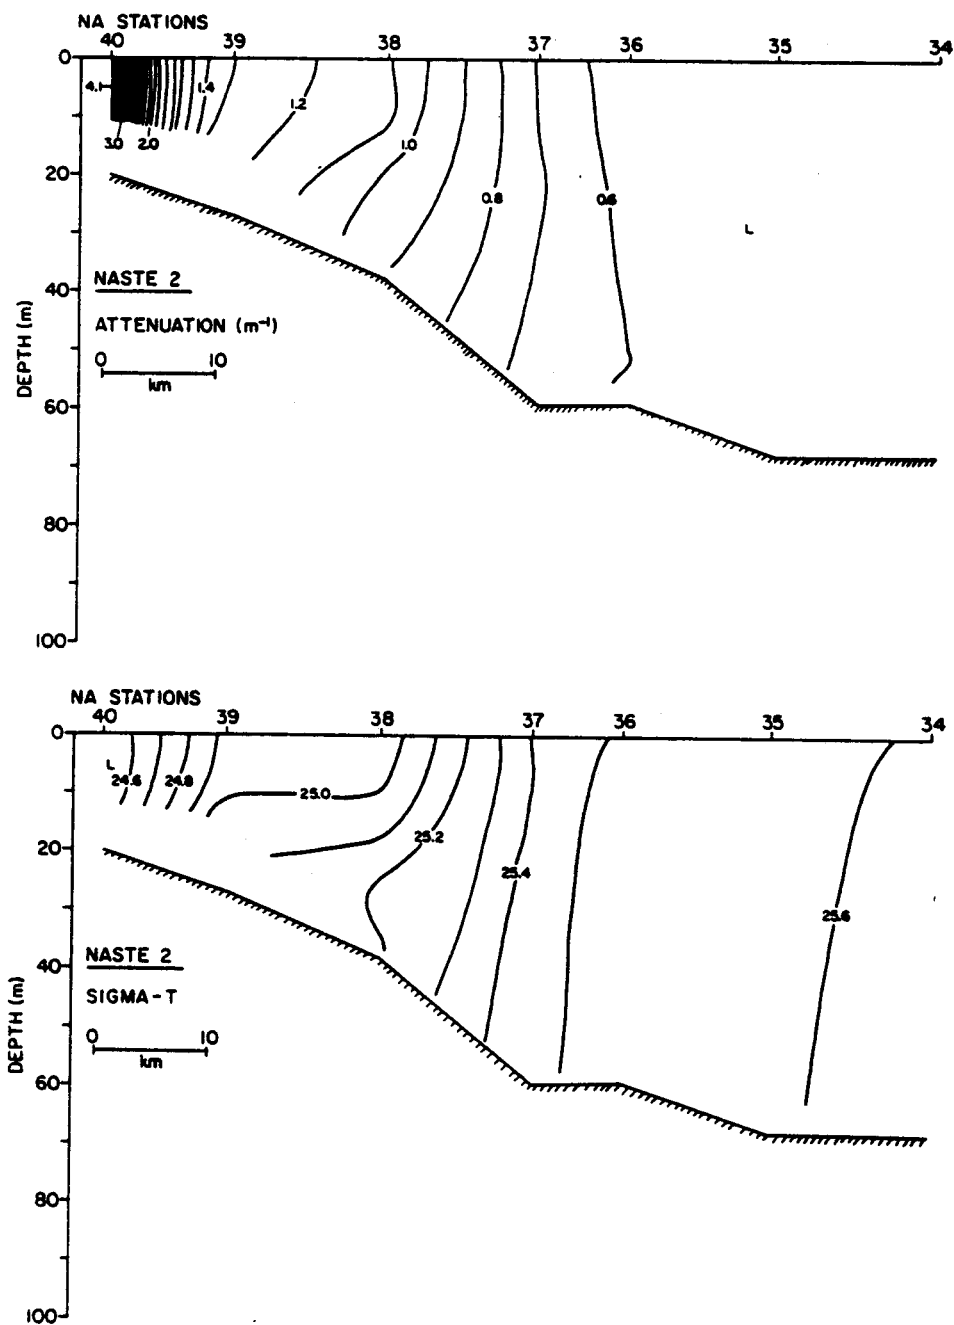 NA STATIONS
40 39 38 37 36 35 34
0
4.1 1.4 1.2
3.0 2.0 1.0
20
0.8 0.6
L
NASTE 2
40
ATTENUATION (m⁻¹)
0 10
km
DEPTH (m)
60
80
100
NA STATIONS
40 39 38 37 36 35 34
0
L
24.6 24.8 25.0
20
25.2 25.4 25.6
NASTE 2
40
SIGMA-T
0 10
km
DEPTH (m)
60
80
100